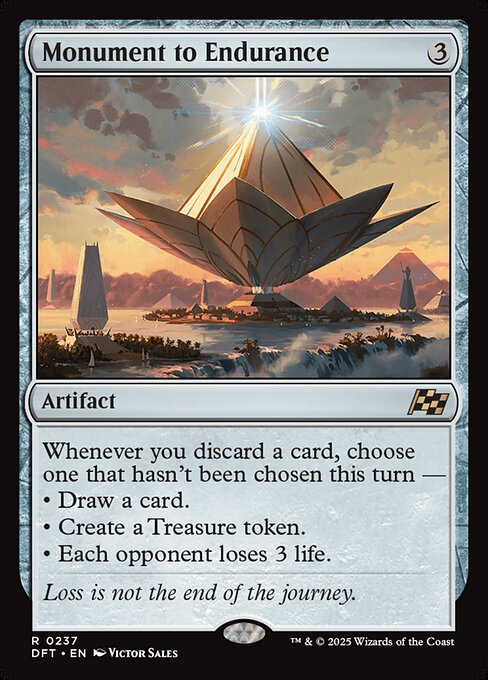 Monument to Endurance 3
Artifact
Whenever you discard a card, choose
one that hasn't been chosen this turn —
• Draw a card.
• Create a Treasure token.
• Each opponent loses 3 life.
Loss is not the end of the journey.
R 0237
DFT • EN Victor Sales
™ & © 2025 Wizards of the Coast